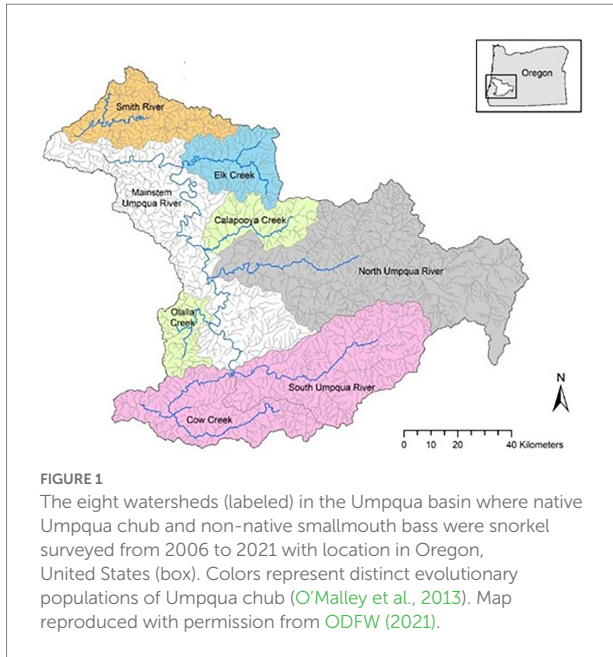 Oregon
Smith River
Elk Creek
Mainstem
Umpqua River
Calapooya Creek
North Umpqua River
Olalla
Creek
South Umpqua River
Cow Creek
N
0 5 10 20 30 40 Kilometers
FIGURE 1
The eight watersheds (labeled) in the Umpqua basin where native
Umpqua chub and non-native smallmouth bass were snorkel
surveyed from 2006 to 2021 with location in Oregon,
United States (box). Colors represent distinct evolutionary
populations of Umpqua chub (O’Malley et al., 2013). Map
reproduced with permission from ODFW (2021).